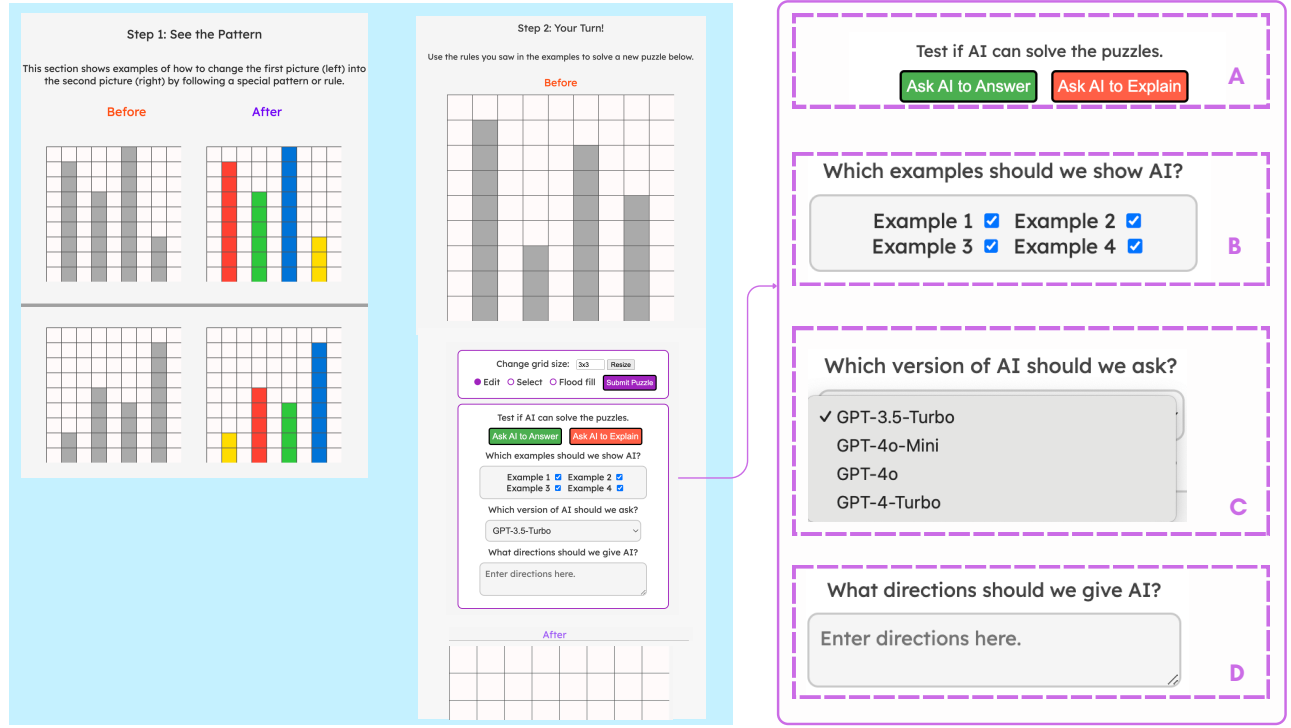 Step 1: See the Pattern
This section shows examples of how to change the first picture (left) into
the second picture (right) by following a special pattern or rule.
Before
After
Step 2: Your Turn!
Use the rules you saw in the examples to solve a new puzzle below.
Before
Change grid size:
3x3
Resize
Edit
Select
Flood fill
Submit Puzzle
Test if AI can solve the puzzles.
Ask AI to Answer
Ask AI to Explain
Which examples should we show AI?
Example 1
Example 2
Example 3
Example 4
Which version of AI should we ask?
GPT-3.5-Turbo
What directions should we give AI?
Enter directions here.
After
Test if AI can solve the puzzles.
Ask AI to Answer
Ask AI to Explain
A
Which examples should we show AI?
Example 1
Example 2
Example 3
Example 4
B
Which version of AI should we ask?
GPT-3.5-Turbo
GPT-4o-Mini
GPT-4o
GPT-4-Turbo
C
What directions should we give AI?
Enter directions here.
D